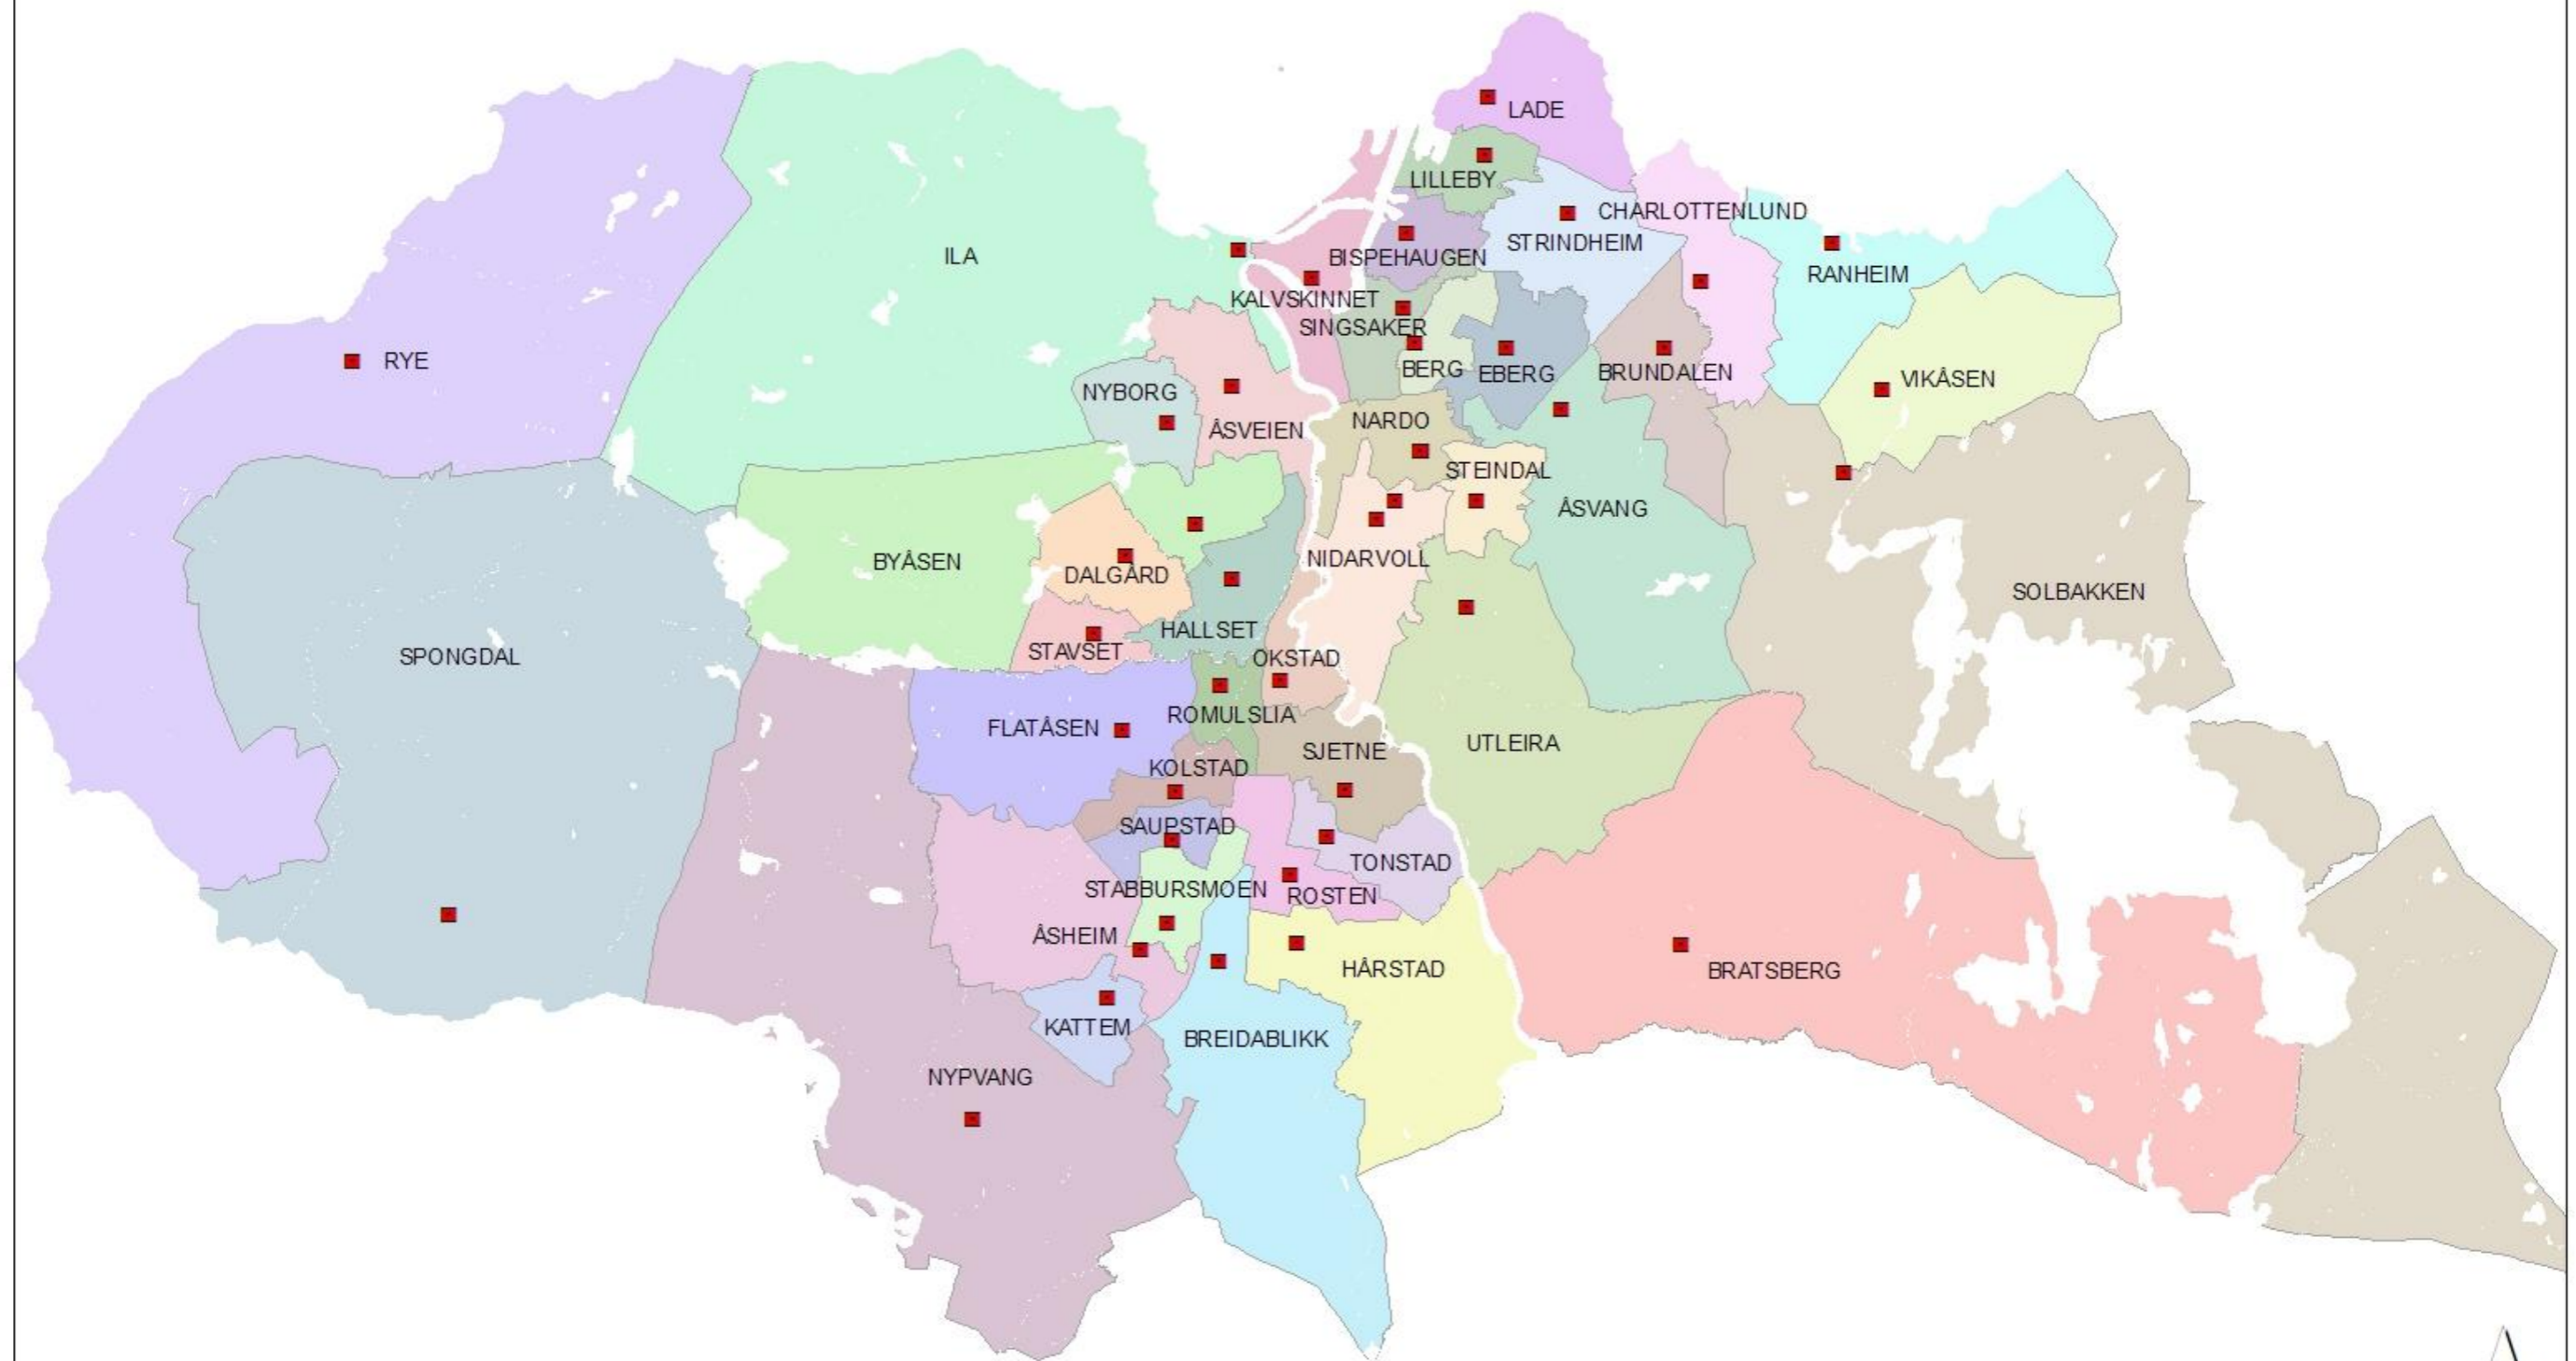 LADE
LILLEBY
CHARLOTTENLUND
STRINDHEIM
BISPEHAUGEN
ILA
RANHEIM
KALVSKINNET
SINGSAKER
RYE
BERG
EBERG
BRUNDALEN
VIKÅSEN
NYBORG
NARDO
ÅSVEIEN
STEINDAL
ÅSVANG
NIDARVOLL
BYÅSEN
DALGÅRD
SOLBAKKEN
HALLSET
STAVSET
SPONGDAL
OKSTAD
ROMULSLIA
FLATÅSEN
UTLEIRA
SJETNE
KOLSTAD
SAUPSTAD
TONSTAD
STABBURSMOEN
ROSTEN
ÅSHEIM
HÅRSTAD
BRATSBERG
KATTEM
BREIDABLIKK
NYPVANG